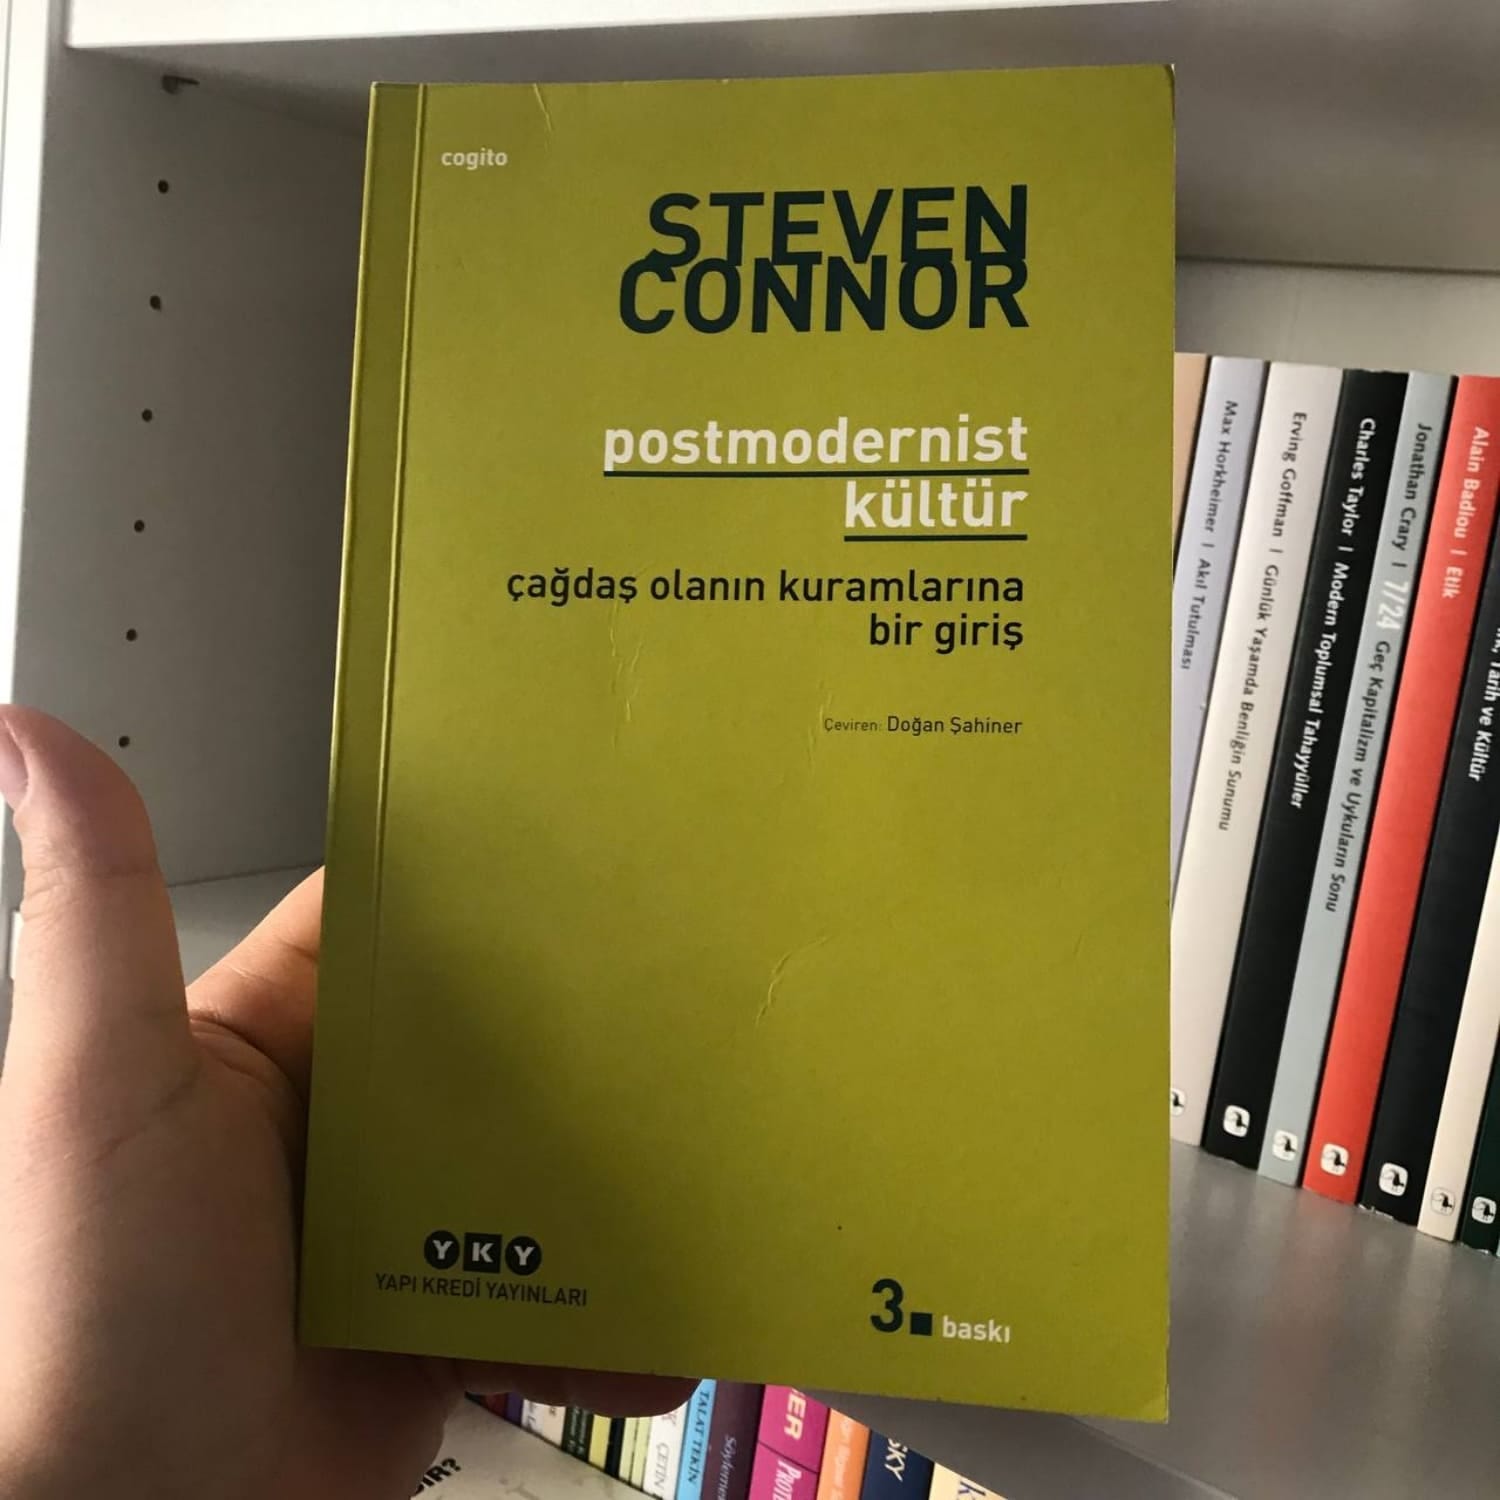 cogito
STEVEN
CONNOR
postmodernist
kültür
çağdaş olanın kuramlarına
bir giriş
Çeviren: Doğan Şahiner
YKY
YAPI KREDİ YAYINLARI
3. baskı
Max Horkheimer | Akıl Tutulması
Erving Goffman | Günlük Yaşamda Benliğin Sunumu
Charles Taylor | Modern Toplumsal Tahayyüller
Jonathan Crary | 7/24 Geç Kapitalizm ve Uykuların Sonu
Alain Badiou | Etik
Tarih ve Kültür
ÇETİN
TALAT TEKİN